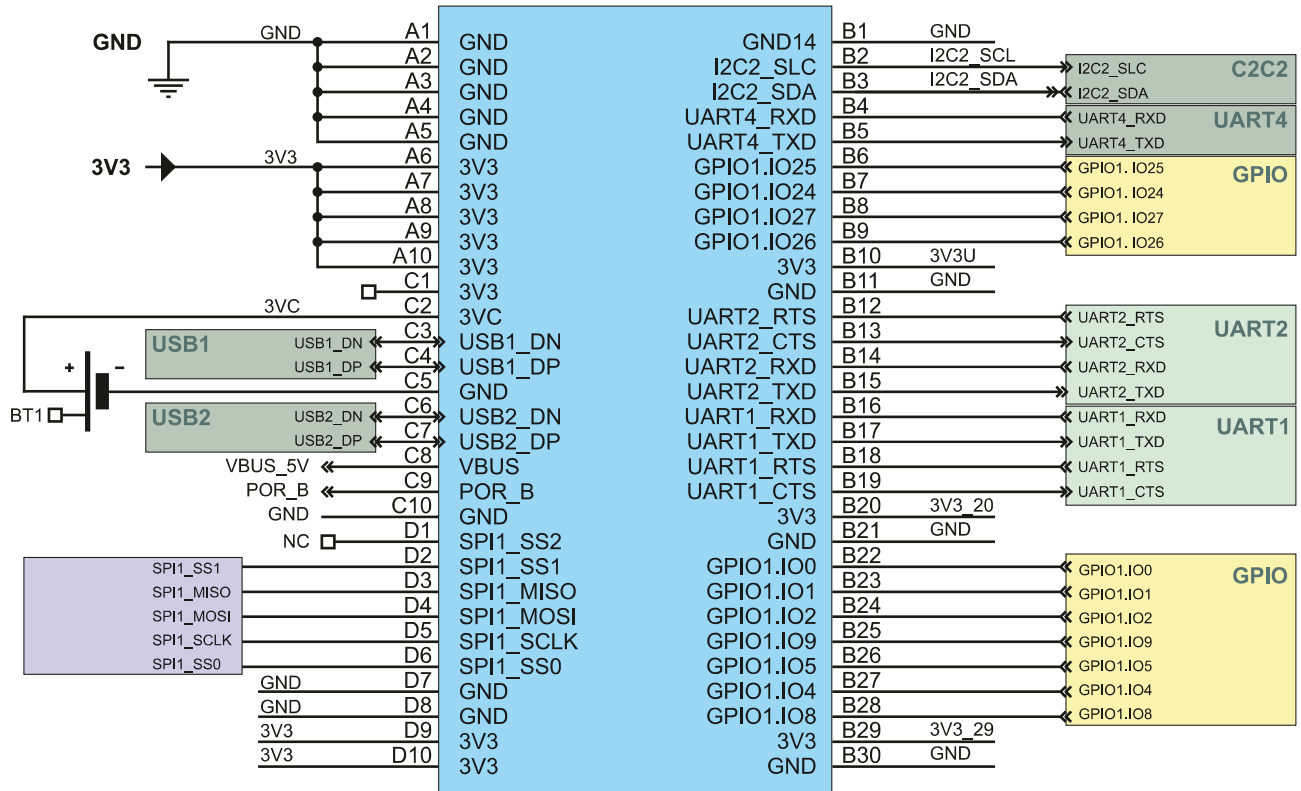 GND GND A1 GND GND14 B1 GND
A2 GND I2C2_SLC B2 I2C2_SCL I2C2_SLC C2C2
A3 GND I2C2_SDA B3 I2C2_SDA I2C2_SDA
A4 GND UART4_RXD B4 UART4_RXD UART4
A5 GND UART4_TXD B5 UART4_TXD
3V3 3V3 A6 3V3 GPIO1.IO25 B6 GPIO1. IO25 GPIO
A7 3V3 GPIO1.IO24 B7 GPIO1. IO24
A8 3V3 GPIO1.IO27 B8 GPIO1. IO27
A9 3V3 GPIO1.IO26 B9 GPIO1. IO26
A10 3V3 3V3 B10 3V3U
C1 3V3 GND B11 GND
3VC C2 3VC UART2_RTS B12 UART2_RTS UART2
USB1 USB1_DN C3 USB1_DN UART2_CTS B13 UART2_CTS
+ - USB1_DP C4 USB1_DP UART2_RXD B14 UART2_RXD
C5 GND UART2_TXD B15 UART2_TXD
BT1 USB2 USB2_DN C6 USB2_DN UART1_RXD B16 UART1_RXD UART1
USB2_DP C7 USB2_DP UART1_TXD B17 UART1_TXD
VBUS_5V C8 VBUS UART1_RTS B18 UART1_RTS
POR_B C9 POR_B UART1_CTS B19 UART1_CTS
GND C10 GND 3V3 B20 3V3_20
NC D1 SPI1_SS2 GND B21 GND
SPI1_SS1 D2 SPI1_SS1 GPIO1.IO0 B22 GPIO1.IO0 GPIO
SPI1_MISO D3 SPI1_MISO GPIO1.IO1 B23 GPIO1.IO1
SPI1_MOSI D4 SPI1_MOSI GPIO1.IO2 B24 GPIO1.IO2
SPI1_SCLK D5 SPI1_SCLK GPIO1.IO9 B25 GPIO1.IO9
SPI1_SS0 D6 SPI1_SS0 GPIO1.IO5 B26 GPIO1.IO5
GND D7 GND GPIO1.IO4 B27 GPIO1.IO4
GND D8 GND GPIO1.IO8 B28 GPIO1.IO8
3V3 D9 3V3 3V3 B29 3V3_29
3V3 D10 3V3 GND B30 GND